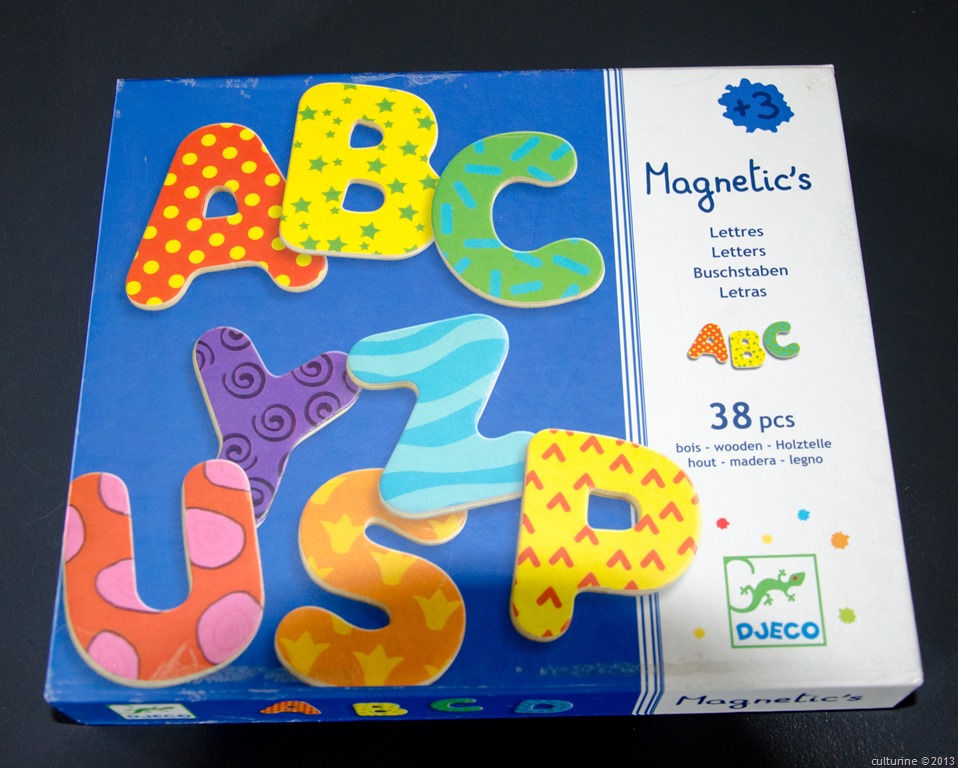 ABC
YZ
USP
+3
Magnetic's
Lettres
Letters
Buschstaben
Letras
ABC
38 pcs
bois - wooden - Holztelle
hout - madera - legno
DJECO
DJECO
A B C D
Magnetic's
culturine ©2013